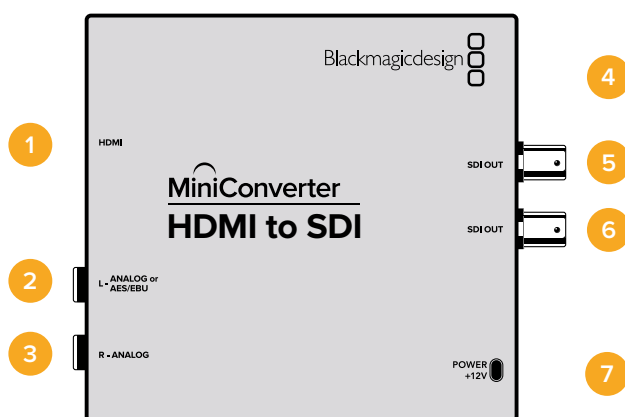 Blackmagicdesign
4
1
HDMI
SDI OUT
5
MiniConverter
HDMI to SDI
SDI OUT
6
2
L - ANALOG or
AES/EBU
3
R - ANALOG
POWER
+12V
7